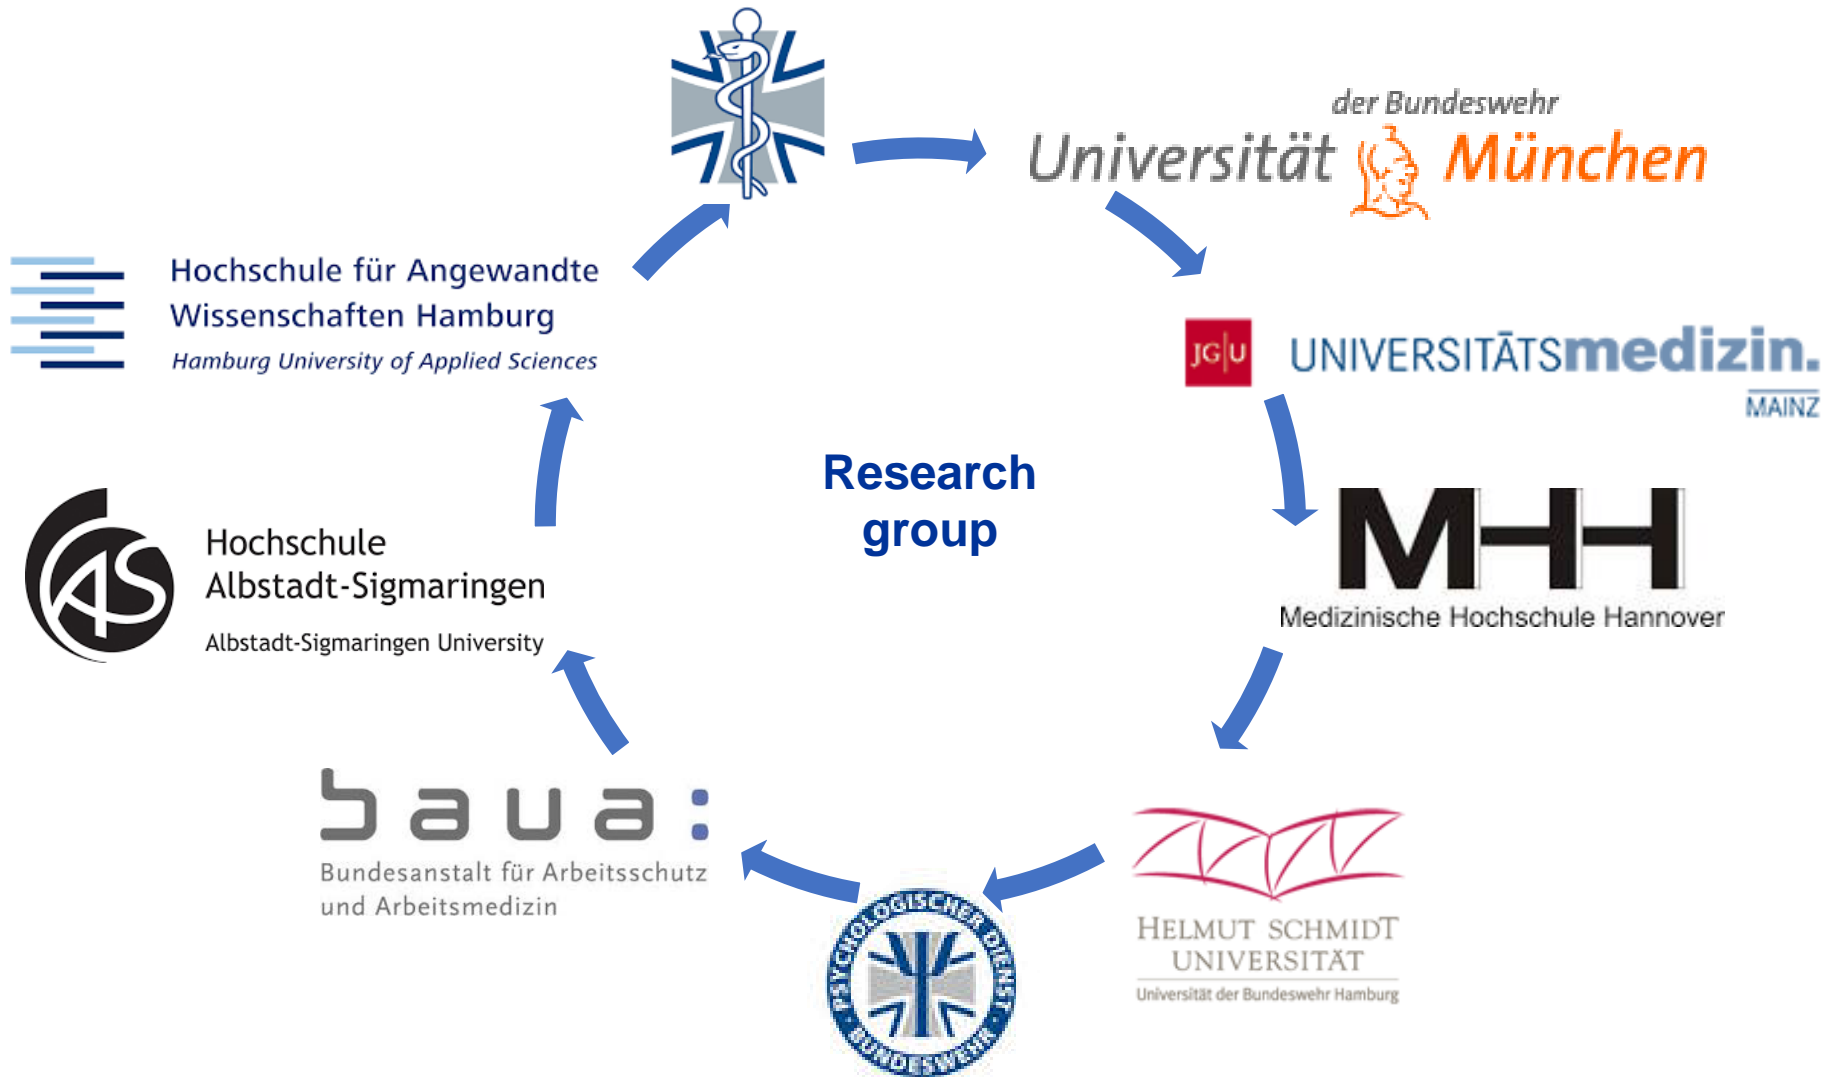 der Bundeswehr
Universität München
Hochschule für Angewandte
Wissenschaften Hamburg
Hamburg University of Applied Sciences
JG|U
UNIVERSITÄTSmedizin.
MAINZ
Research
group
MHH
Medizinische Hochschule Hannover
AS
Hochschule
Albstadt-Sigmaringen
Albstadt-Sigmaringen University
baua:
Bundesanstalt für Arbeitsschutz
und Arbeitsmedizin
HELMUT SCHMIDT
UNIVERSITÄT
Universität der Bundeswehr Hamburg
PSYCHOLOGISCHER DIENST
BUNDESWEHR